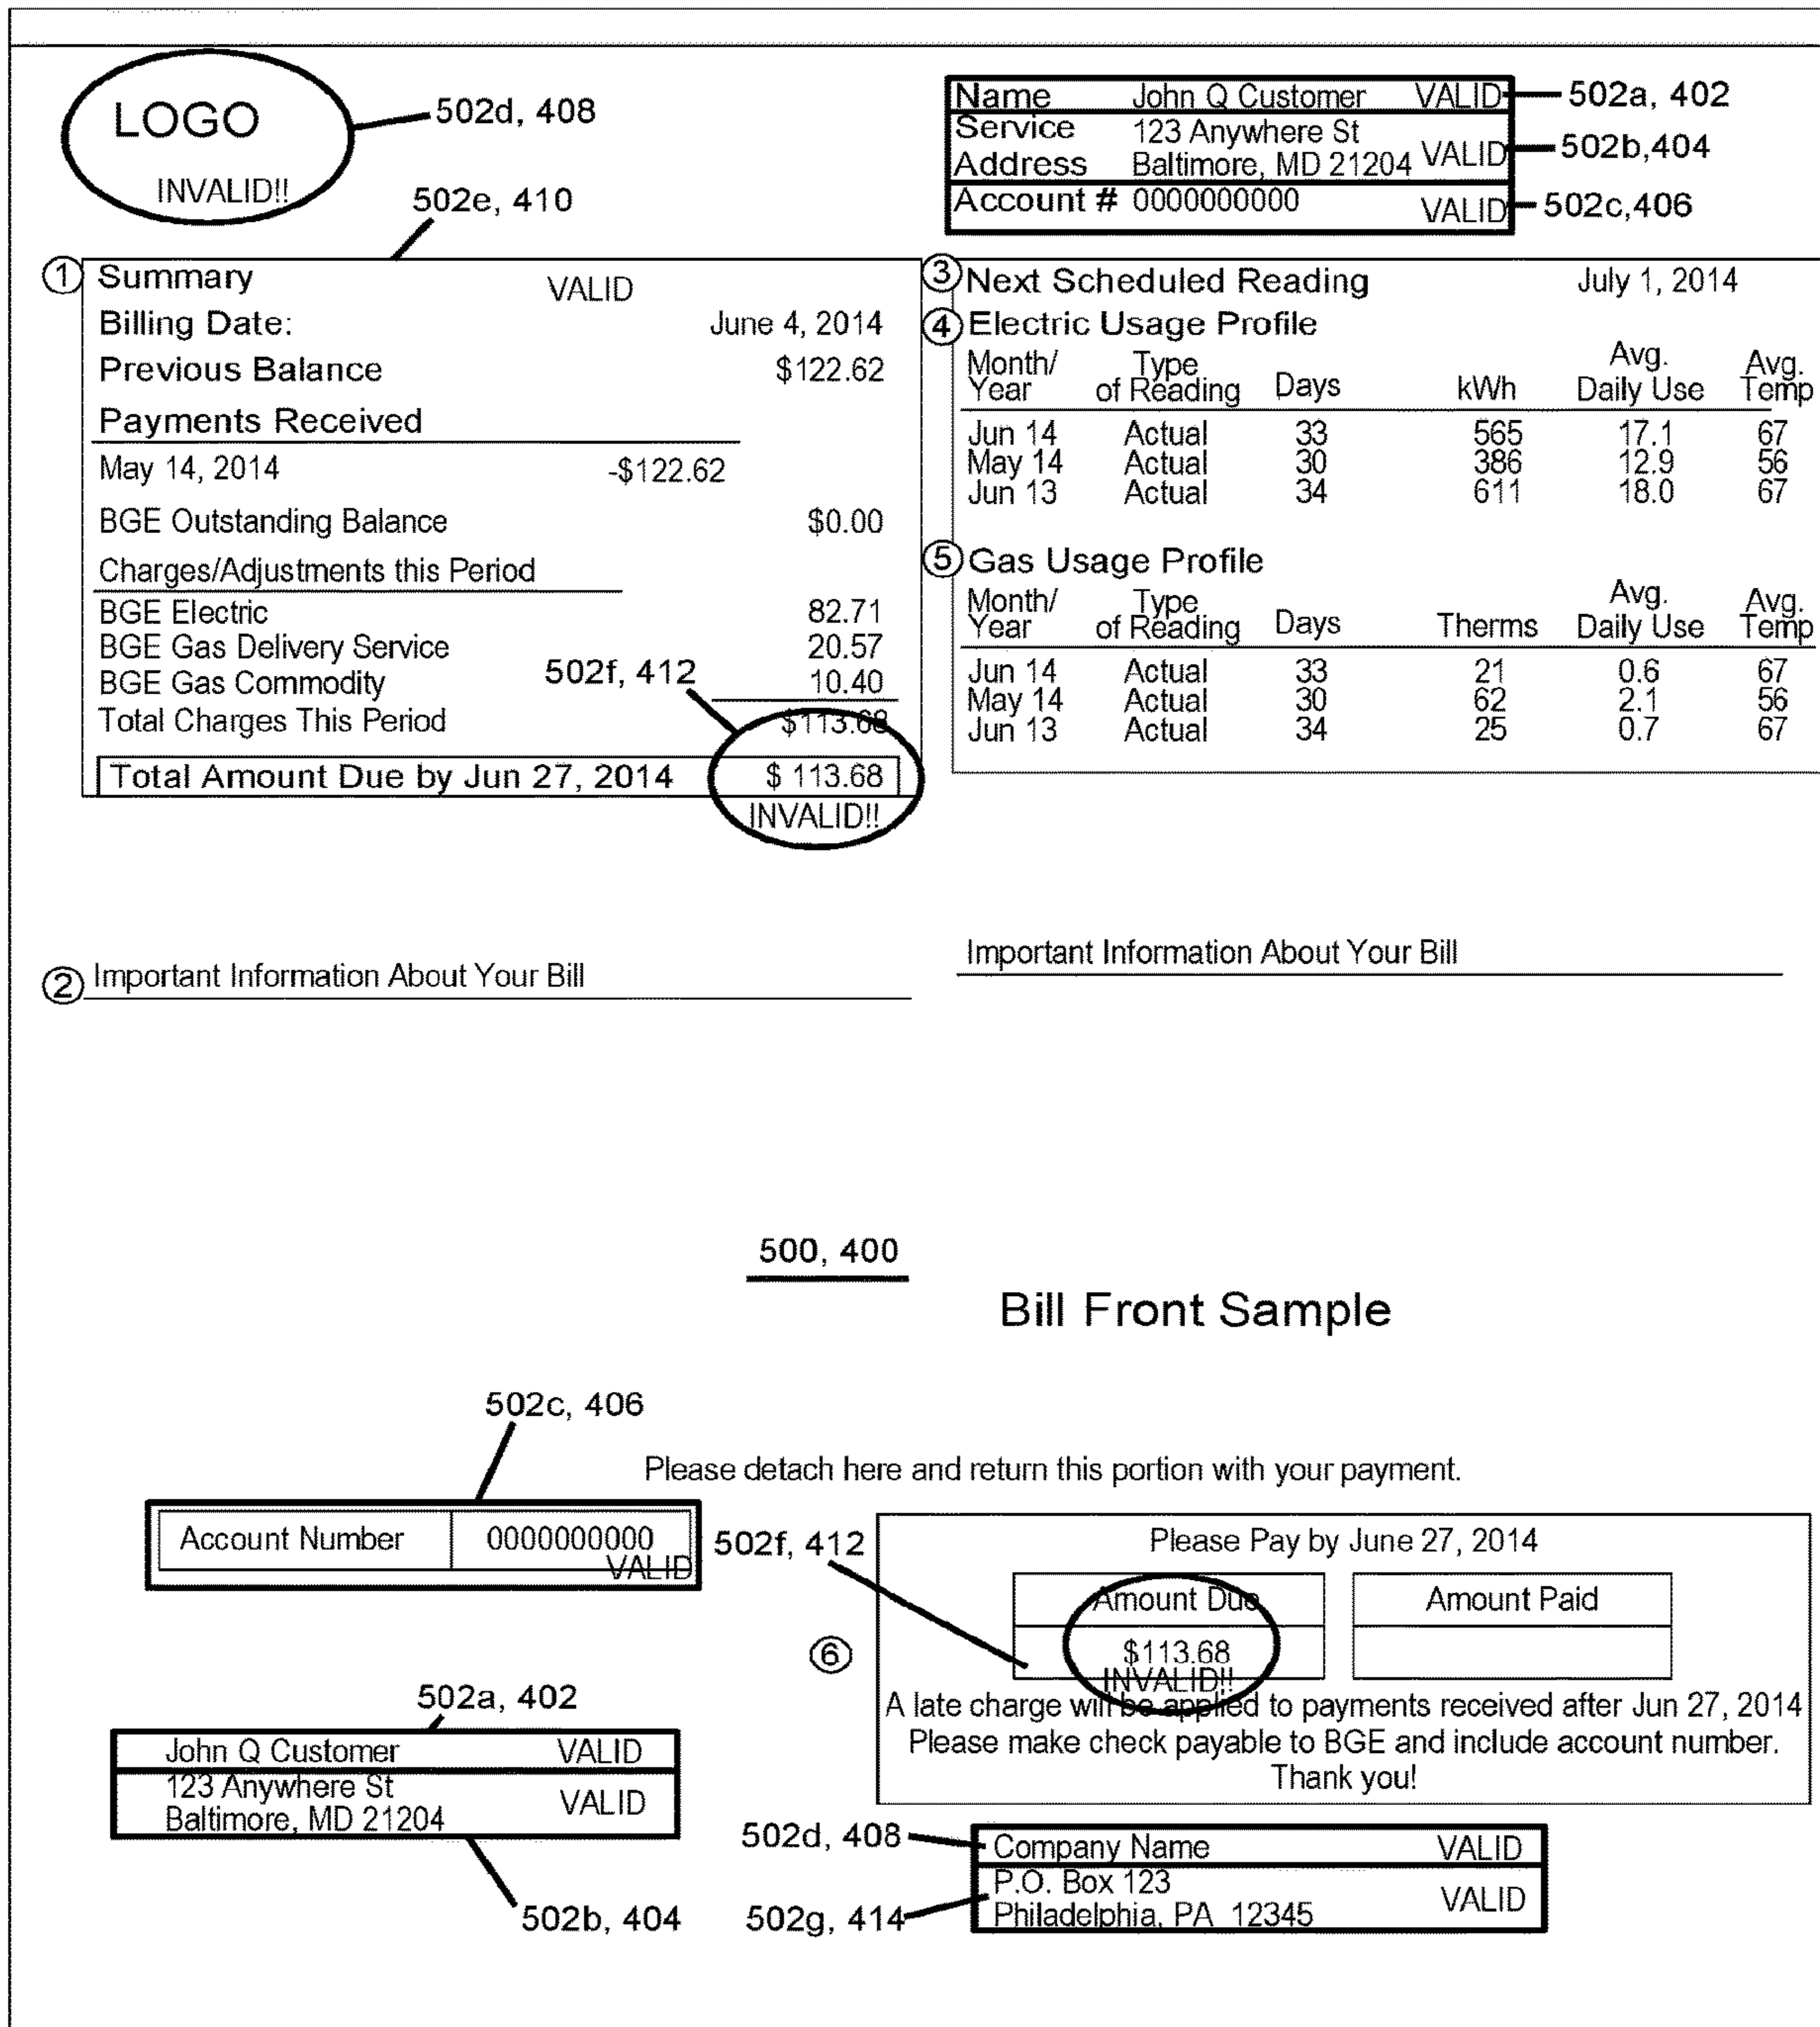 LOGO
INVALID!!
502d, 408
Name John Q Customer VALID
502a, 402
Service 123 Anywhere St
Address Baltimore, MD 21204 VALID
502b,404
Account # 0000000000 VALID
502c,406
502e, 410
① Summary VALID
Billing Date: June 4, 2014
Previous Balance $122.62
Payments Received
May 14, 2014 -$122.62
BGE Outstanding Balance $0.00
Charges/Adjustments this Period
BGE Electric 82.71
BGE Gas Delivery Service 20.57
BGE Gas Commodity 10.40
502f, 412
Total Charges This Period $113.68
Total Amount Due by Jun 27, 2014 $ 113.68
INVALID!!
③ Next Scheduled Reading July 1, 2014
④ Electric Usage Profile
Month/ Type Avg. Avg.
Year of Reading Days kWh Daily Use Temp
Jun 14 Actual 33 565 17.1 67
May 14 Actual 30 386 12.9 56
Jun 13 Actual 34 611 18.0 67
⑤ Gas Usage Profile
Month/ Type Avg. Avg.
Year of Reading Days Therms Daily Use Temp
Jun 14 Actual 33 21 0.6 67
May 14 Actual 30 62 2.1 56
Jun 13 Actual 34 25 0.7 67
② Important Information About Your Bill
Important Information About Your Bill
500, 400
Bill Front Sample
502c, 406
Please detach here and return this portion with your payment.
Account Number 0000000000
VALID
502f, 412
Please Pay by June 27, 2014
Amount Due Amount Paid
⑥
$113.68
INVALID!!
A late charge will be applied to payments received after Jun 27, 2014
Please make check payable to BGE and include account number.
Thank you!
502a, 402
John Q Customer VALID
123 Anywhere St
Baltimore, MD 21204 VALID
502b, 404
502d, 408
Company Name VALID
P.O. Box 123
Philadelphia, PA 12345 VALID
502g, 414